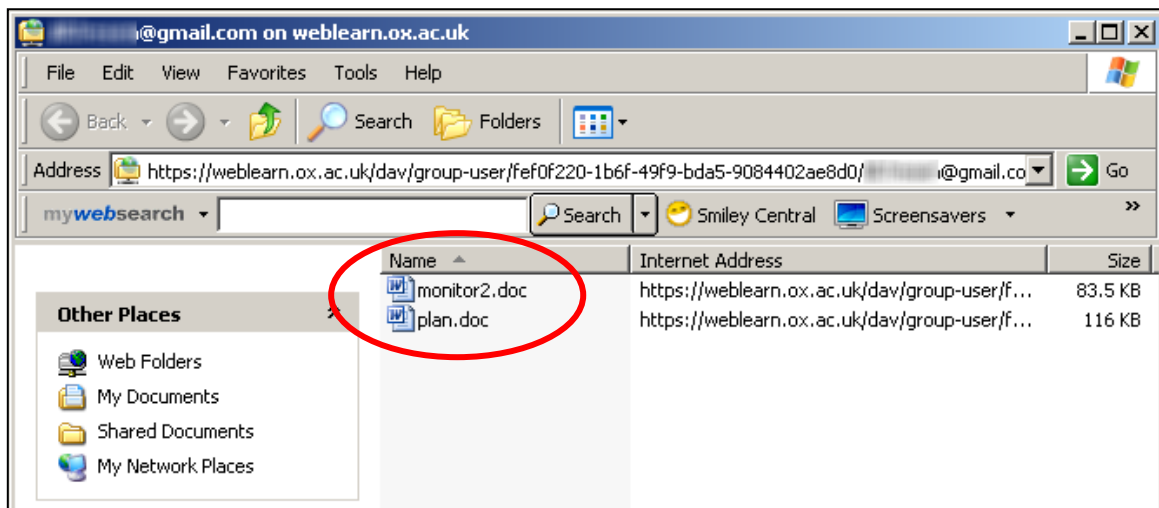 @gmail.com on weblearn.ox.ac.uk
File Edit View Favorites Tools Help
Back Search Folders
Address https://weblearn.ox.ac.uk/dav/group-user/fef0f220-1b6f-49f9-bda5-9084402ae8d0/ @gmail.co Go
mywebsearch Search Smiley Central Screensavers »
Name Internet Address Size
monitor2.doc https://weblearn.ox.ac.uk/dav/group-user/f... 83.5 KB
plan.doc https://weblearn.ox.ac.uk/dav/group-user/f... 116 KB
Other Places
Web Folders
My Documents
Shared Documents
My Network Places